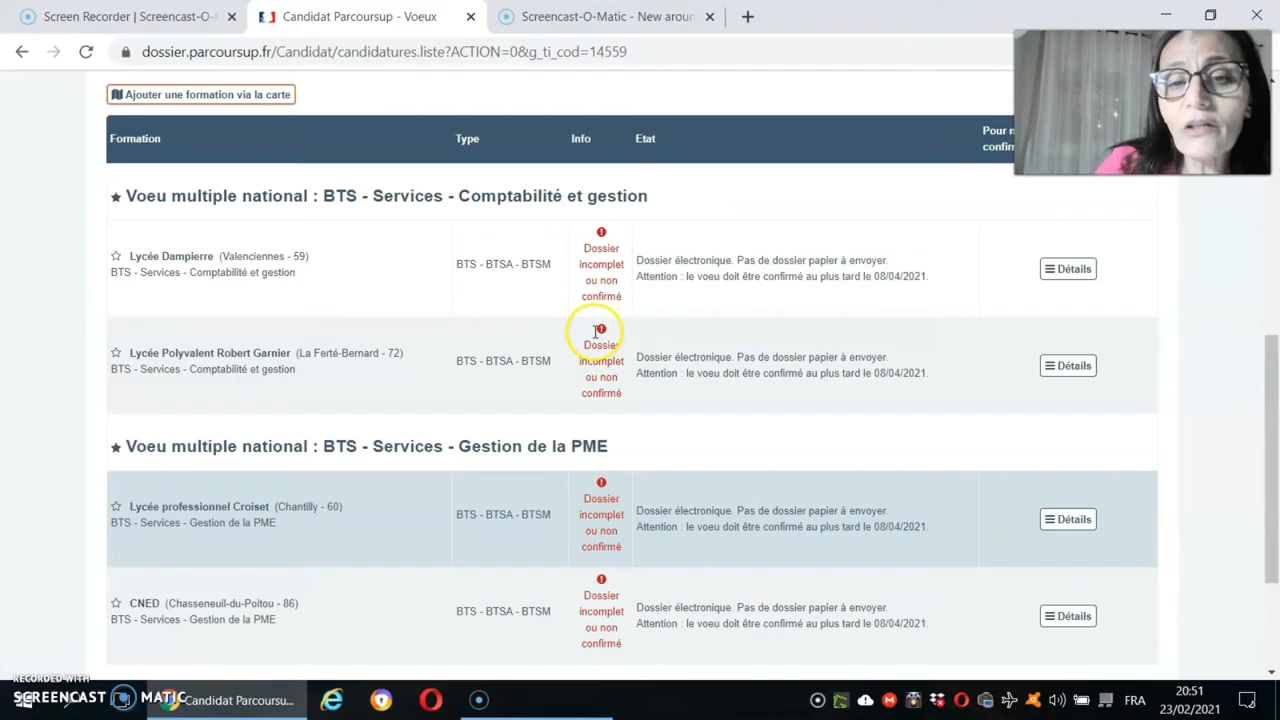 Screen Recorder | Screencast-O-M
Candidat Parcoursup - Voeux
Screencast-O-Matic - New aroun
dossier.parcoursup.fr/Candidat/candidatures.liste?ACTION=0&g_ti_cod=14559
Ajouter une formation via la carte
Formation
Type
Info
Etat
Pour
confirm
Voeu multiple national : BTS - Services - Comptabilité et gestion
Lycée Dampierre (Valenciennes - 59)
BTS - Services - Comptabilité et gestion
BTS - BTSA - BTSM
Dossier
incomplet
ou non
confirmé
Dossier électronique. Pas de dossier papier à envoyer.
Attention : le voeu doit être confirmé au plus tard le 08/04/2021.
Détails
Lycée Polyvalent Robert Garnier (La Ferté-Bernard - 72)
BTS - Services - Comptabilité et gestion
BTS - BTSA - BTSM
Dossier
incomplet
ou non
confirmé
Dossier électronique. Pas de dossier papier à envoyer.
Attention : le voeu doit être confirmé au plus tard le 08/04/2021.
Détails
Voeu multiple national : BTS - Services - Gestion de la PME
Lycée professionnel Croiset (Chantilly - 60)
BTS - Services - Gestion de la PME
BTS - BTSA - BTSM
Dossier
incomplet
ou non
confirmé
Dossier électronique. Pas de dossier papier à envoyer.
Attention : le voeu doit être confirmé au plus tard le 08/04/2021.
Détails
CNED (Chasseneuil-du-Poitou - 86)
BTS - Services - Gestion de la PME
BTS - BTSA - BTSM
Dossier
incomplet
ou non
confirmé
Dossier électronique. Pas de dossier papier à envoyer.
Attention : le voeu doit être confirmé au plus tard le 08/04/2021.
Détails
RECORDED WITH
SCREENCAST MATIC
Candidat Parcoursu...
FRA
20:51
23/02/2021